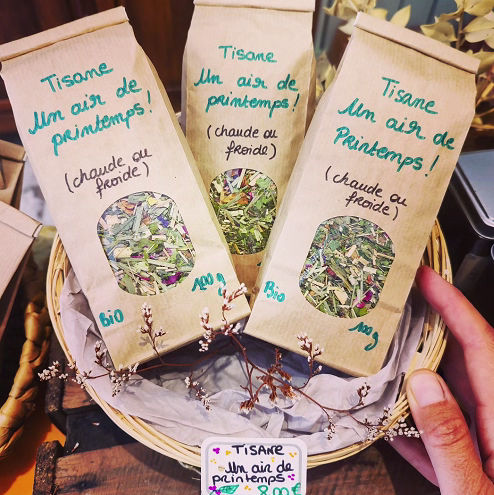 Tisane
Un air de
printemps!
(chaude ou
froide)
Bio
100g
Tisane
Un air de
printemps!
(chaude ou
froide)
Tisane
Un air de
Printemps!
(chaude ou
froide)
Bio
100g
TISANE
Un air de
printemps
8,00€